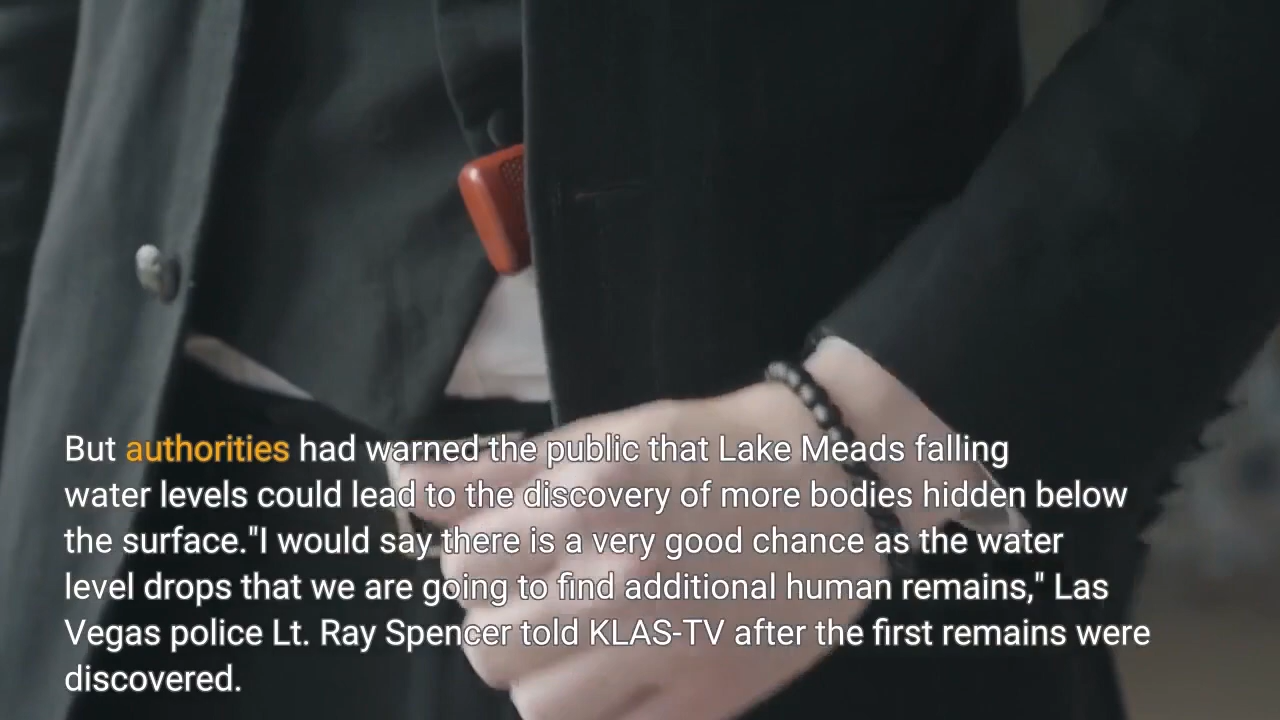 But authorities had warned the public that Lake Meads falling
water levels could lead to the discovery of more bodies hidden below
the surface."I would say there is a very good chance as the water
level drops that we are going to find additional human remains," Las
Vegas police Lt. Ray Spencer told KLAS-TV after the first remains were
discovered.